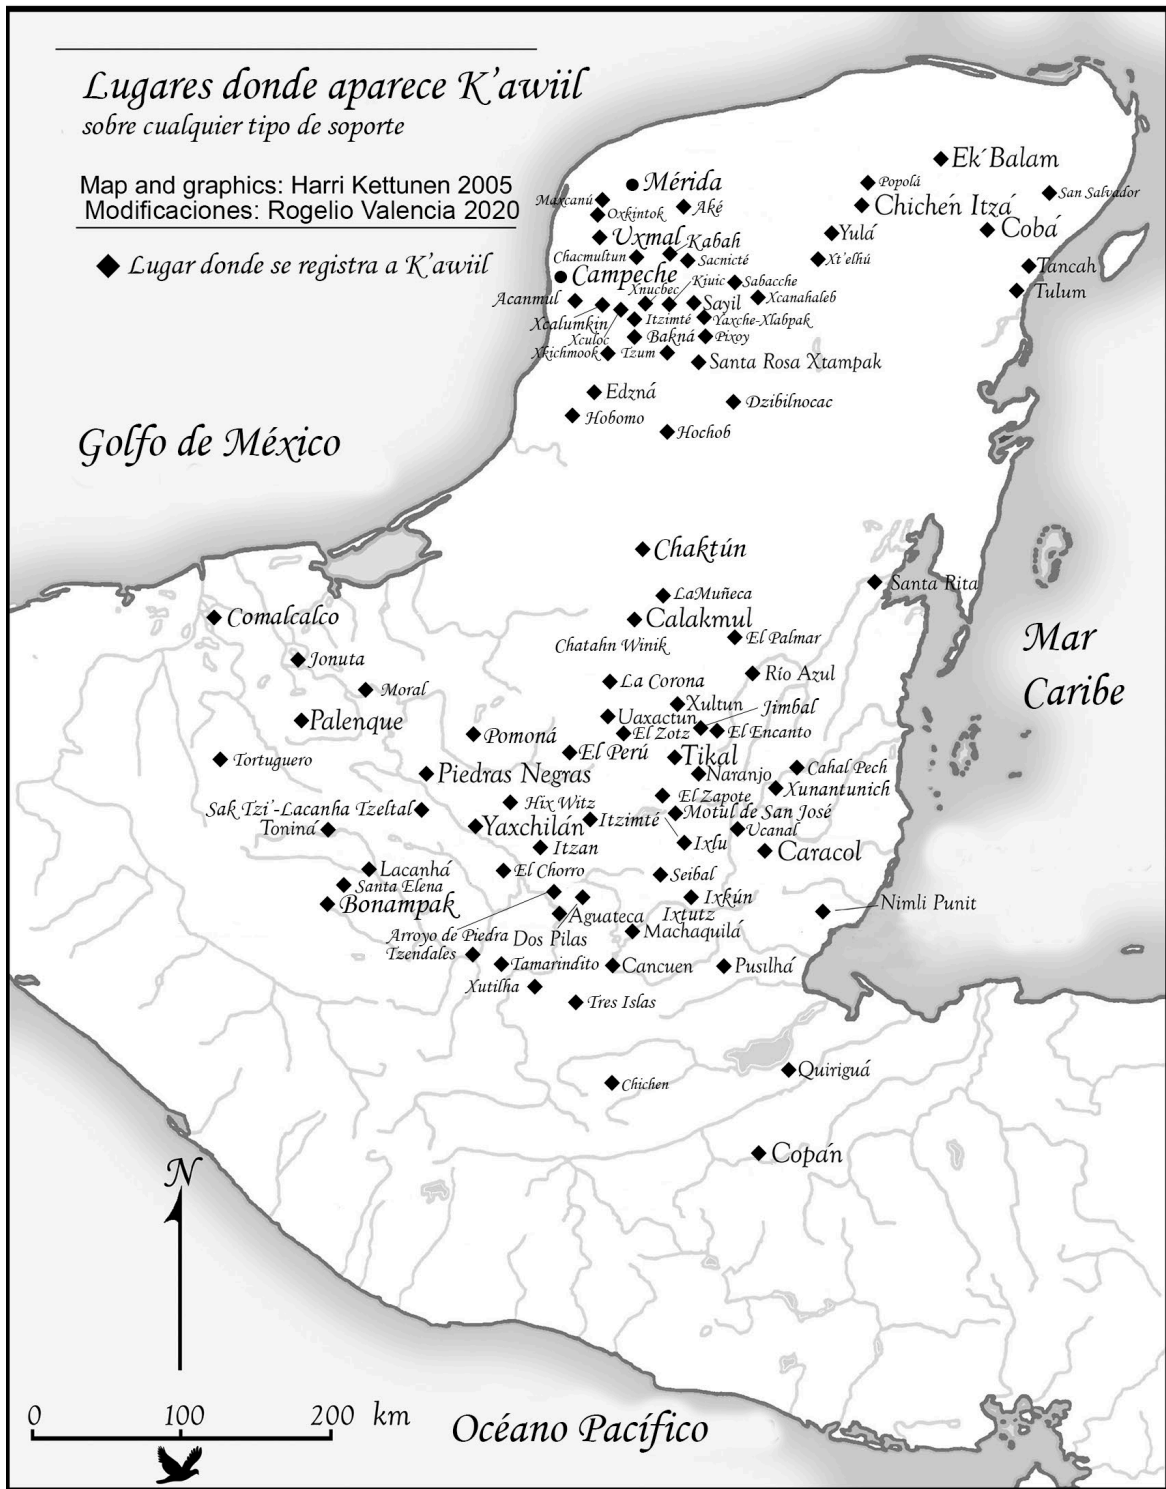 Lugares donde aparece K'awiil
sobre cualquier tipo de soporte
Map and graphics: Harri Kettunen 2005
Modificaciones: Rogelio Valencia 2020
Lugar donde se registra a K'awiil
Ek´Balam
Mérida
Popolá
San Salvador
Maxcanú
Oxkintok
Aké
Chichén Itzá
Cobá
Uxmal
Kabah
Yulá
Chacmultun
Sacnicté
Xt'elhú
Tancah
Campeche
Kiuic
Sabacche
Tulum
Xnucbec
Acanmul
Sayil
Xcanahaleb
Xcalumkin
Itzimté
Yaxche-Xlabpak
Xculoc
Bakná
Pixoy
Xkichmook
Tzum
Santa Rosa Xtampak
Edzná
Dzibilnocac
Hobomo
Hochob
Golfo de México
Chaktún
Santa Rita
LaMuñeca
Comalcalco
Calakmul
Chatahn Winik
El Palmar
Mar
Caribe
Jonuta
Río Azul
La Corona
Moral
Xultun
Jimbal
Palenque
Uaxactun
Pomoná
El Zotz
El Encanto
El Perú
Tikal
Tortuguero
Cahal Pech
Piedras Negras
Naranjo
Xunantunich
El Zapote
Hix Witz
Sak Tzi'-Lacanha Tzeltal
Motul de San José
Toniná
Yaxchilán
Itzimté
Ucanal
Itzan
Ixlu
Caracol
Lacanhá
El Chorro
Seibal
Santa Elena
Bonampak
Ixkún
Nimli Punit
Aguateca
Ixtutz
Arroyo de Piedra
Dos Pilas
Machaquilá
Tzendales
Tamarindito
Cancuen
Pusilhá
Xutilha
Tres Islas
Chichen
Quiriguá
Copán
N
0 100 200 km
Océano Pacífico